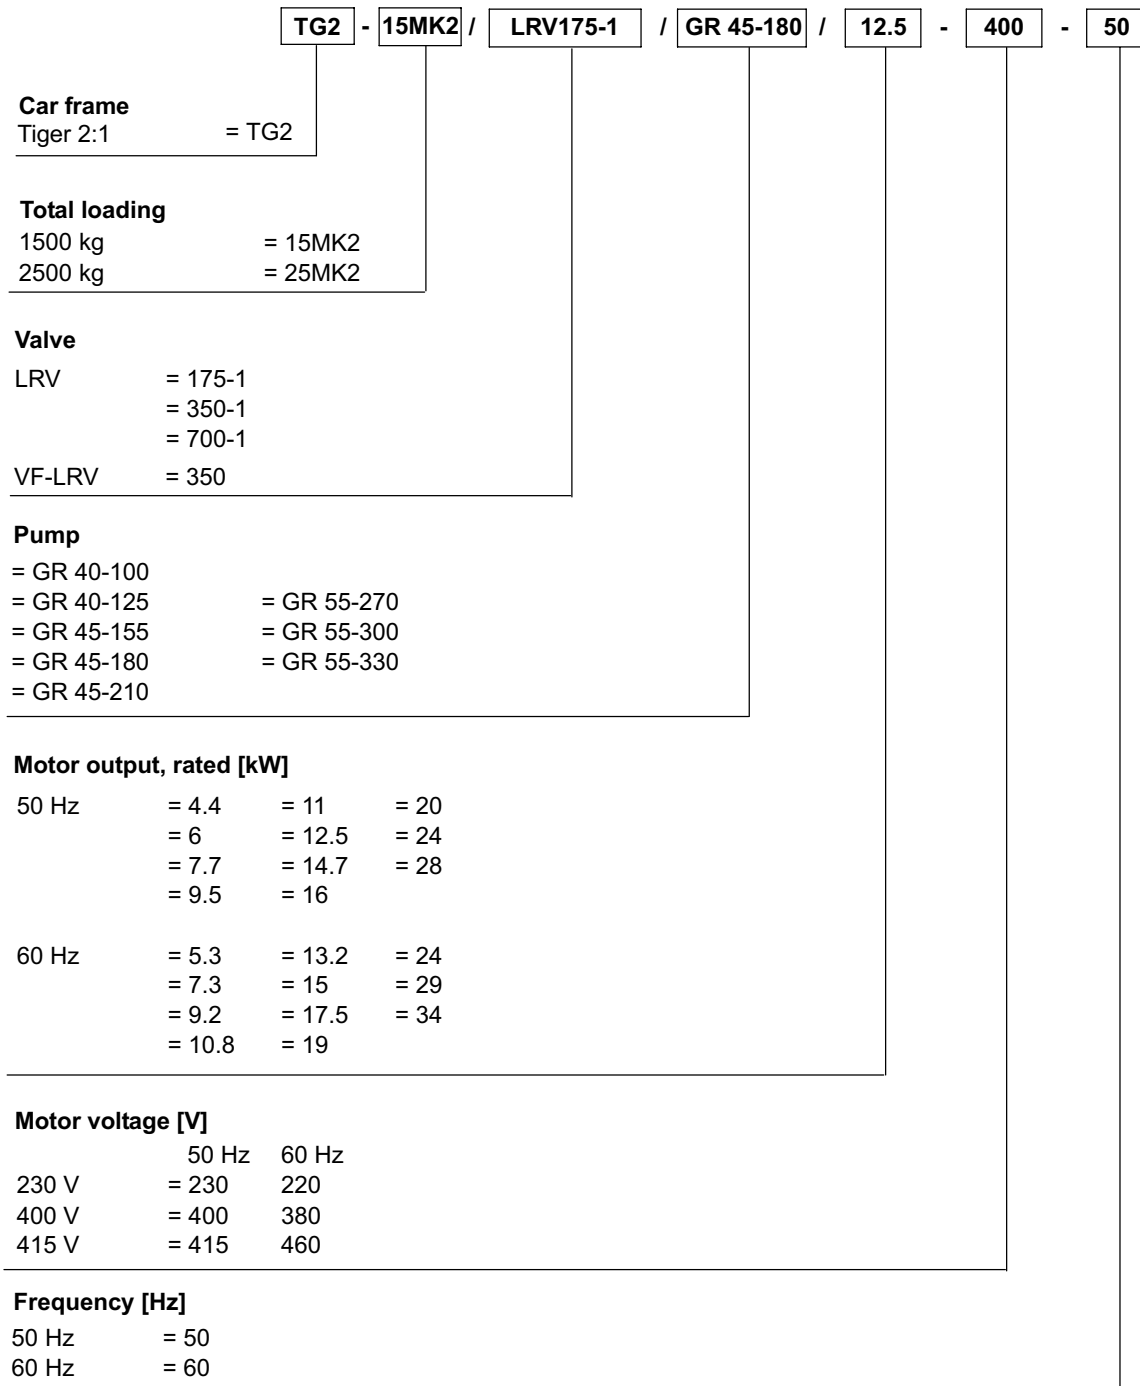 TG2 - 15MK2 / LRV175-1 / GR 45-180 / 12.5 - 400 - 50
Car frame
Tiger 2:1 = TG2
Total loading
1500 kg = 15MK2
2500 kg = 25MK2
Valve
LRV = 175-1
= 350-1
= 700-1
VF-LRV = 350
Pump
= GR 40-100
= GR 40-125 = GR 55-270
= GR 45-155 = GR 55-300
= GR 45-180 = GR 55-330
= GR 45-210
Motor output, rated [kW]
50 Hz = 4.4 = 11 = 20
= 6 = 12.5 = 24
= 7.7 = 14.7 = 28
= 9.5 = 16
60 Hz = 5.3 = 13.2 = 24
= 7.3 = 15 = 29
= 9.2 = 17.5 = 34
= 10.8 = 19
Motor voltage [V]
50 Hz 60 Hz
230 V = 230 220
400 V = 400 380
415 V = 415 460
Frequency [Hz]
50 Hz = 50
60 Hz = 60